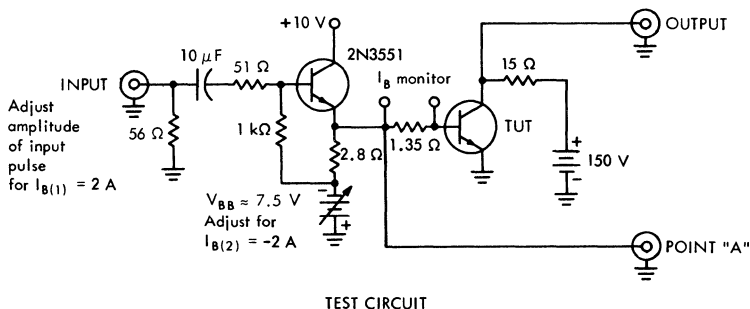 +10 V
2N3551
OUTPUT
10 µF
51 Ω
15 Ω
INPUT
I_B monitor
TUT
Adjust
amplitude
of input
pulse
for I_B(1) = 2 A
56 Ω
1 kΩ
2.8 Ω
1.35 Ω
+
150 V
-
V_BB ≈ 7.5 V
Adjust for
I_B(2) = -2 A
-
+
POINT "A"
TEST CIRCUIT